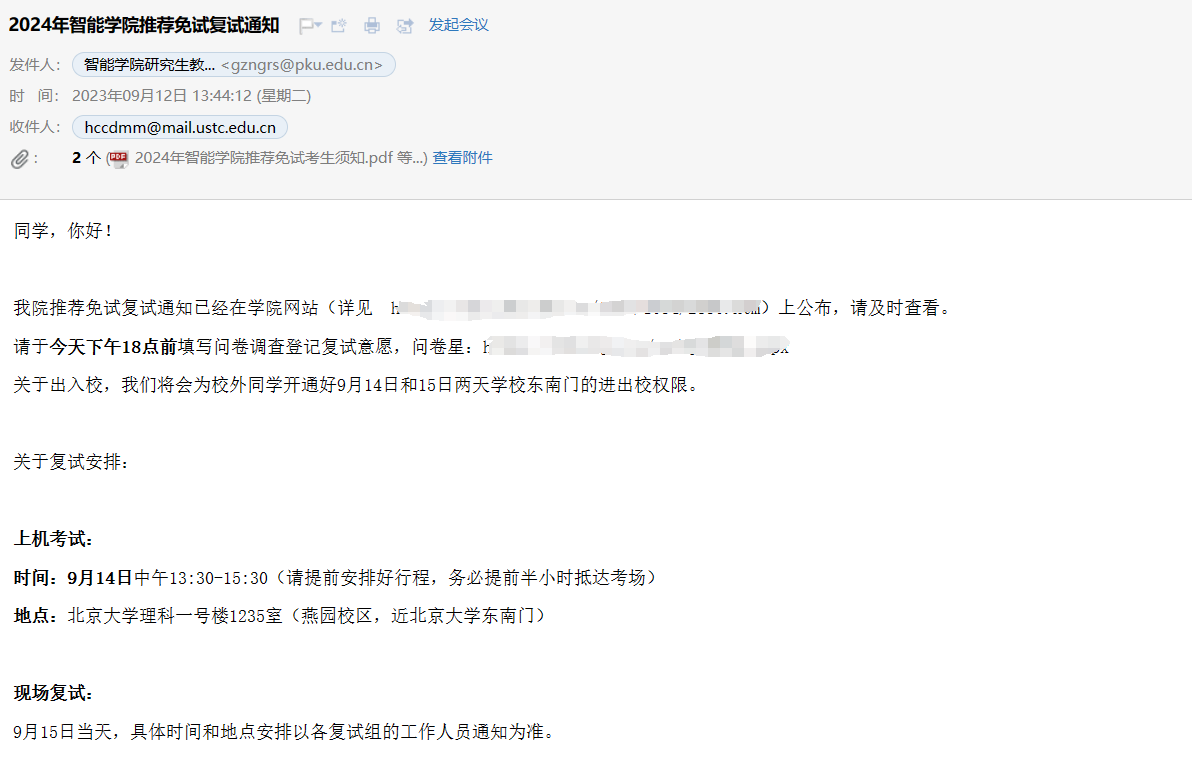 2024年智能学院推荐免试复试通知 发起会议
发件人： 智能学院研究生教... <gzngrs@pku.edu.cn>
时 间： 2023年09月12日 13:44:12 (星期二)
收件人： hccdmm@mail.ustc.edu.cn
： 2 个 (PDF 2024年智能学院推荐免试考生须知.pdf 等...) 查看附件
同学，你好！
我院推荐免试复试通知已经在学院网站（详见 ）上公布，请及时查看。
请于今天下午18点前填写问卷调查登记复试意愿，问卷星：
关于出入校，我们将会为校外同学开通好9月14日和15日两天学校东南门的进出校权限。
关于复试安排：
上机考试：
时间：9月14日中午13:30-15:30（请提前安排好行程，务必提前半小时抵达考场）
地点：北京大学理科一号楼1235室（燕园校区，近北京大学东南门）
现场复试：
9月15日当天，具体时间和地点安排以各复试组的工作人员通知为准。